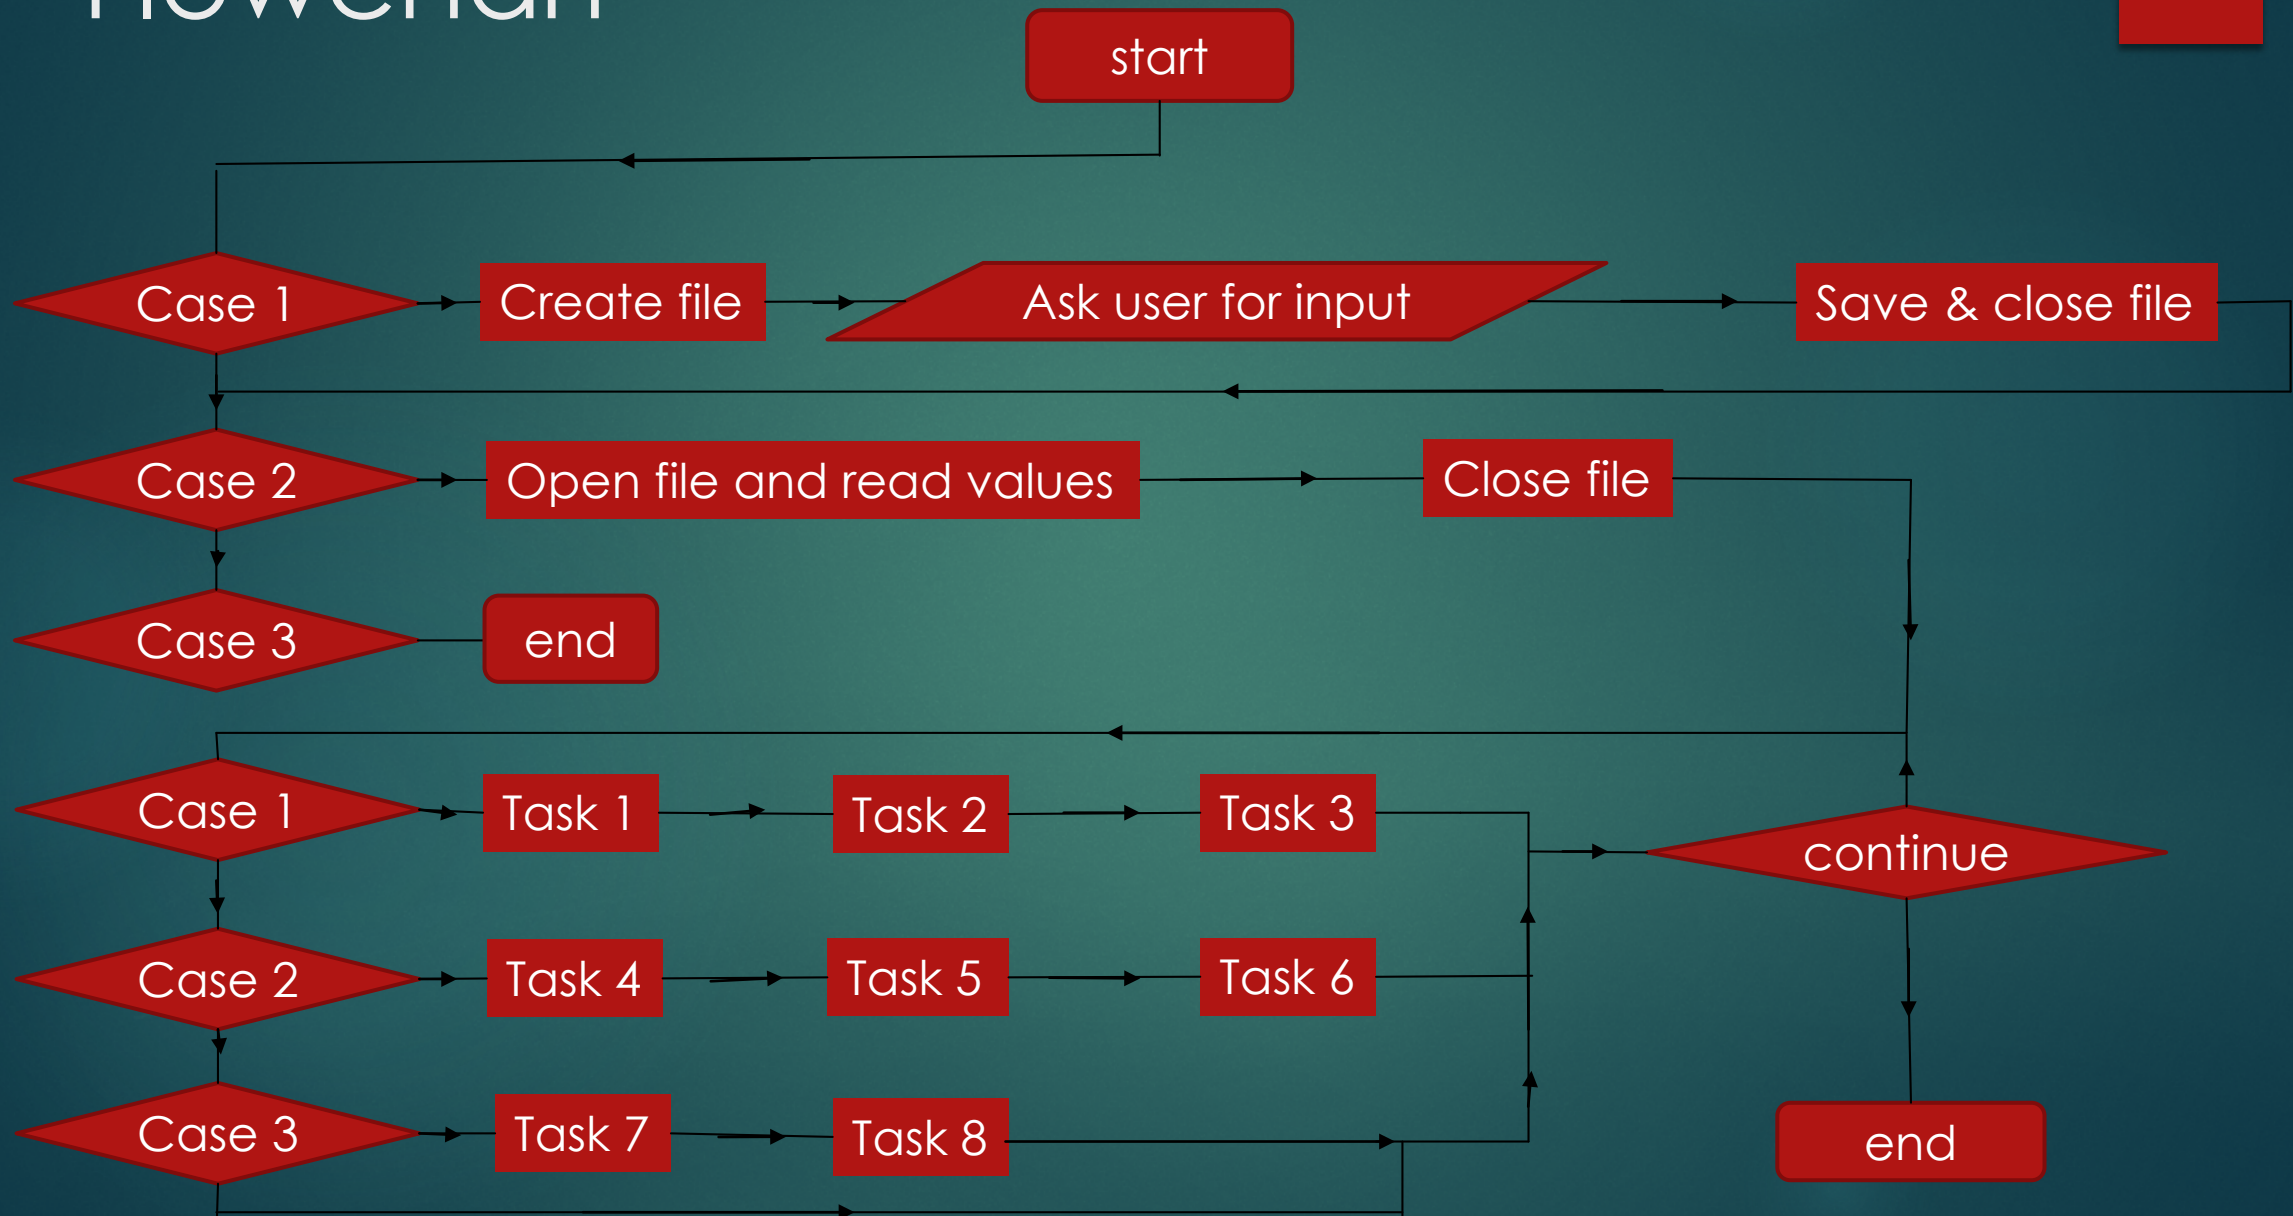 start
Case 1
Create file
Ask user for input
Save & close file
Case 2
Open file and read values
Close file
Case 3
end
Case 1
Task 1
Task 2
Task 3
continue
Case 2
Task 4
Task 5
Task 6
Case 3
Task 7
Task 8
end